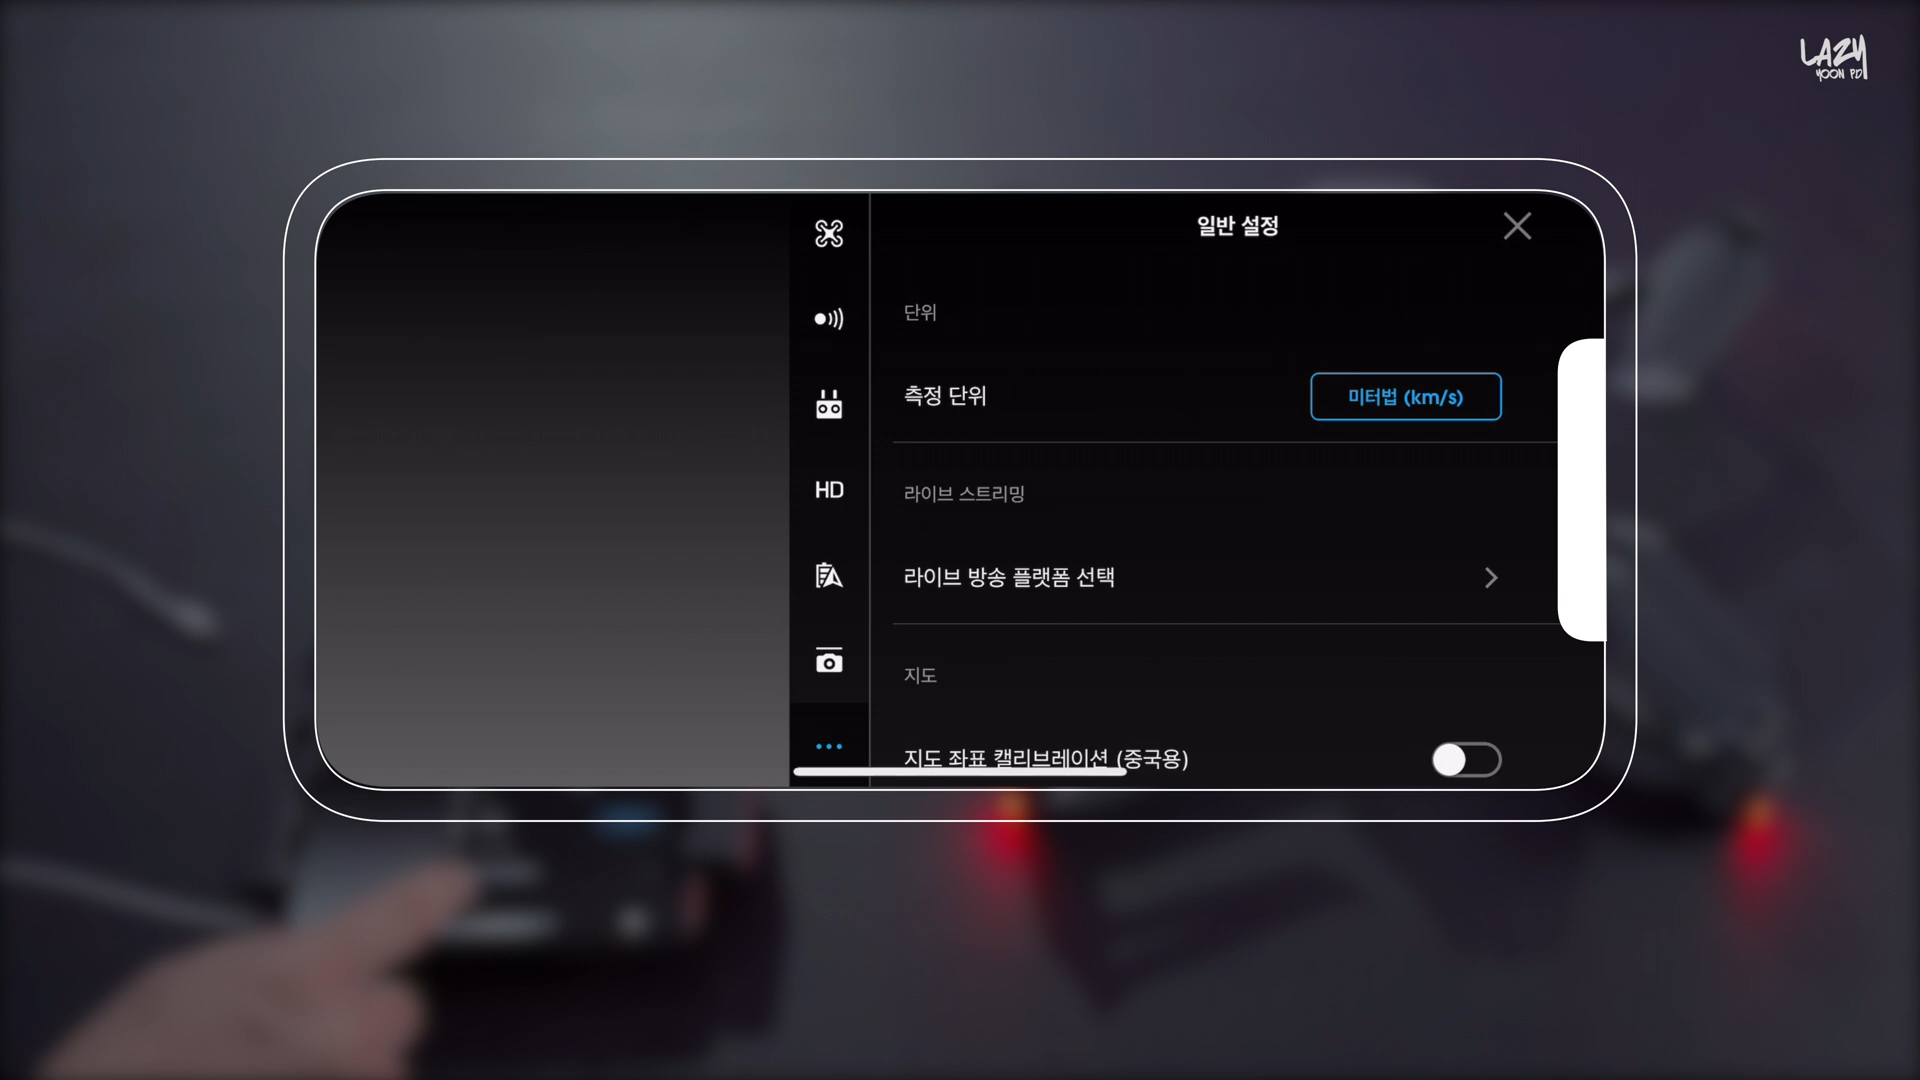 LAZY
YOON PD
일반 설정
단위
측정 단위
미터법 (km/s)
라이브 스트리밍
HD
라이브 방송 플랫폼 선택
지도
지도 좌표 캘리브레이션 (중국용)